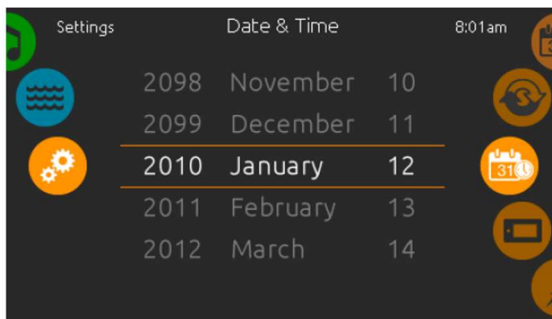 Settings Date & Time 8:01am
2098 November 10
2099 December 11
2010 January 12
31
2011 February 13
2012 March 14